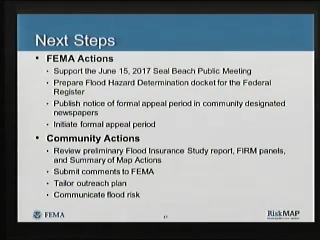 Next Steps
• FEMA Actions
• Support the June 15, 2017 Seal Beach Public Meeting
• Prepare Flood Hazard Determination docket for the Federal
Register
• Publish notice of formal appeal period in community designated
newspapers
• Initiate formal appeal period
• Community Actions
• Review preliminary Flood Insurance Study report, FIRM panels,
and Summary of Map Actions
• Submit comments to FEMA
• Tailor outreach plan
• Communicate flood risk
FEMA
RiskMAP